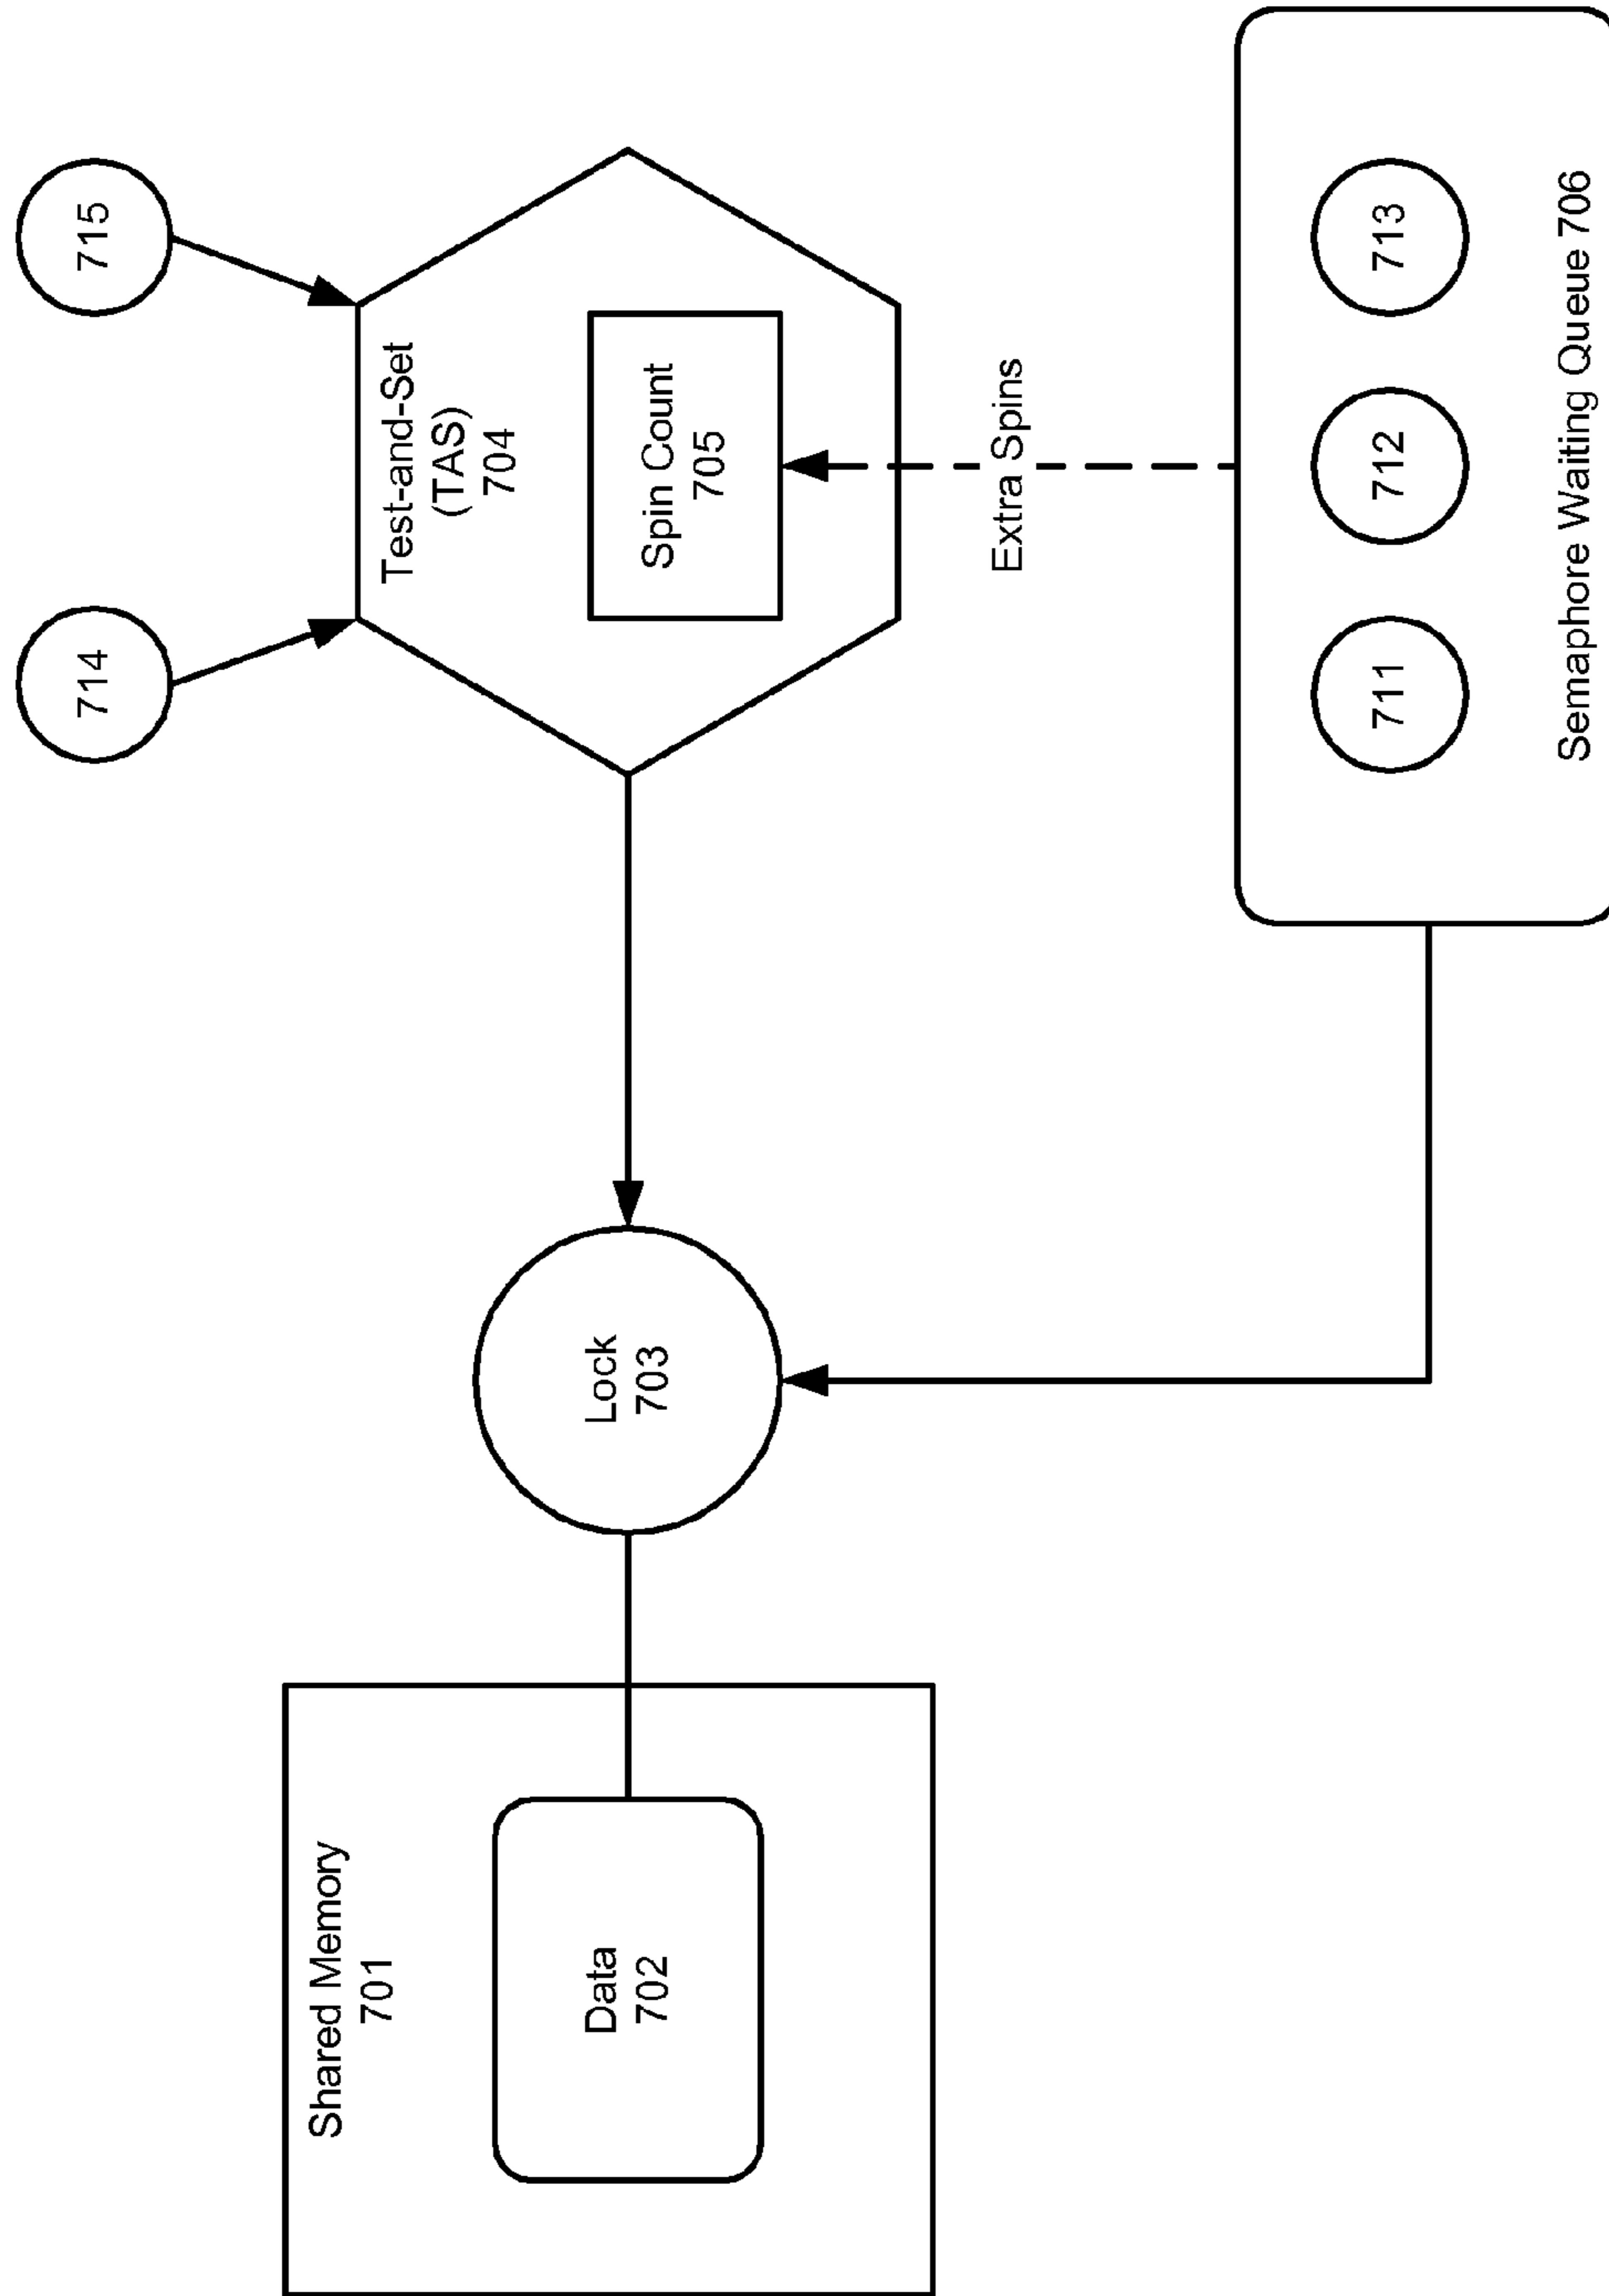 Shared Memory
701
Data
702
Lock
703
714
715
Test-and-Set
(TAS)
704
Spin Count
705
Extra Spins
711
712
713
Semaphore Waiting Queue 706